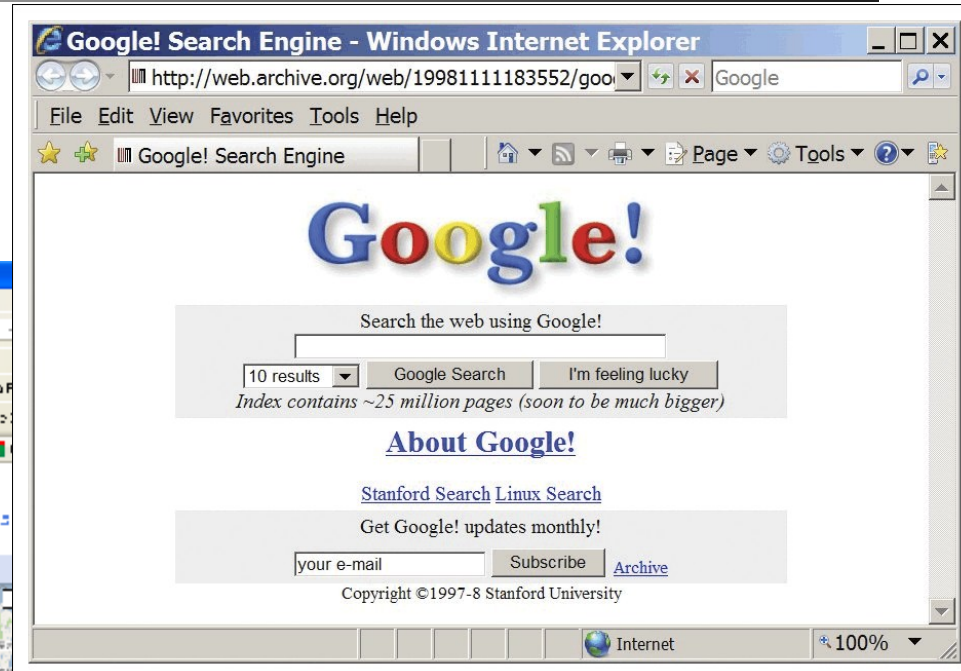 Google! Search Engine - Windows Internet Explorer
http://web.archive.org/web/19981111183552/goo
Google
File Edit View Favorites Tools Help
Google! Search Engine
Page Tools
Google!
Search the web using Google!
10 results Google Search I'm feeling lucky
Index contains ~25 million pages (soon to be much bigger)
About Google!
Stanford Search Linux Search
Get Google! updates monthly!
your e-mail Subscribe Archive
Copyright ©1997-8 Stanford University
Internet 100%